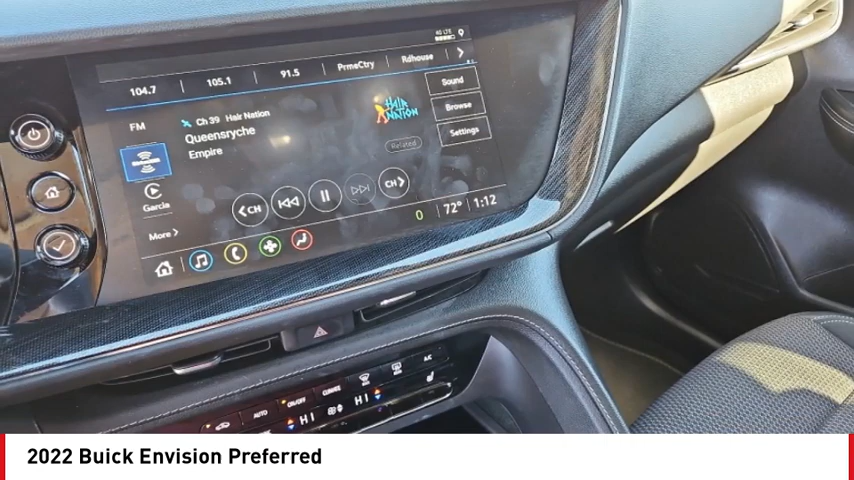 4G LTE
104.7 105.1 91.5 PrmeCtry Rdhouse
FM
Ch 39 Hair Nation
Queensryche
Empire
HAIR NATION
Related
Sound
Browse
Settings
Garcia
More
CH CH
0 72° 1:12
AUTO ON/OFF CLIMATE A/C
HI HI
2022 Buick Envision Preferred